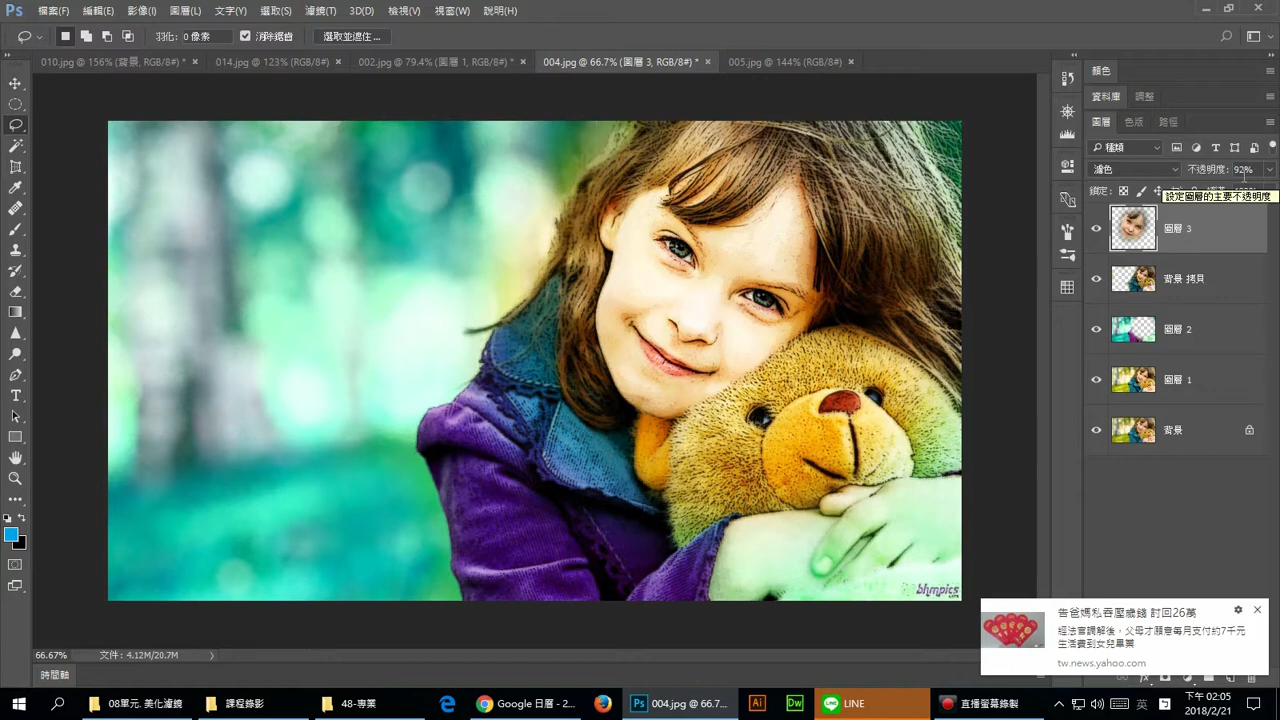 Ps 檔案(F) 編輯(E) 影像(I) 圖層(L) 文字(Y) 選取(S) 濾鏡(T) 3D(D) 檢視(V) 視窗(W) 說明(H)
羽化: 0 像素 消除鋸齒 選取並遮住...
010.jpg @ 156% (背景, RGB/8#) * × 014.jpg @ 123% (RGB/8#) × 002.jpg @ 79.4% (圖層 1, RGB/8#) * × 004.jpg @ 66.7% (圖層 3, RGB/8#) * × 005.jpg @ 144% (RGB/8#) ×
顏色
資料庫 調整
圖層 色版 路徑
種類
濾色 不透明度: 92%
鎖定:
設定圖層的主要不透明度
圖層 3
背景 拷貝
圖層 2
圖層 1
背景
bhmpics
告爸媽私吞壓歲錢 討回26萬
經法官調解後，父母才願意每月支付約7千元
生活費到女兒畢業
tw.news.yahoo.com
66.67% 文件: 4.12M/20.7M
時間軸
08單元. 美化濾鏡 課程錄影 48-專業 Google 日曆 - 2... Ps 004.jpg @ 66.7... Ai Dw LINE 直播螢幕錄製 英 下午 02:05
2018/2/21